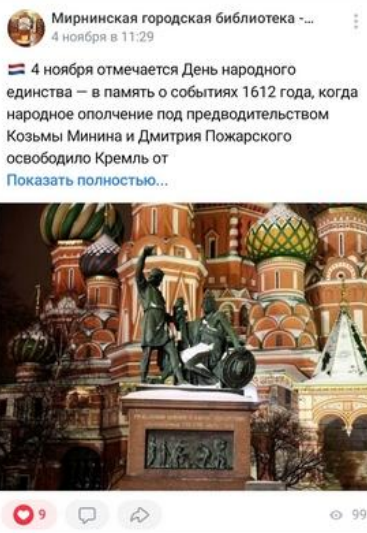 Мирнинская городская библиотека -...
4 ноября в 11:29
4 ноября отмечается День народного
единства — в память о событиях 1612 года, когда
народное ополчение под предводительством
Козьмы Минина и Дмитрия Пожарского
освободило Кремль от
Показать полностью...
9
99